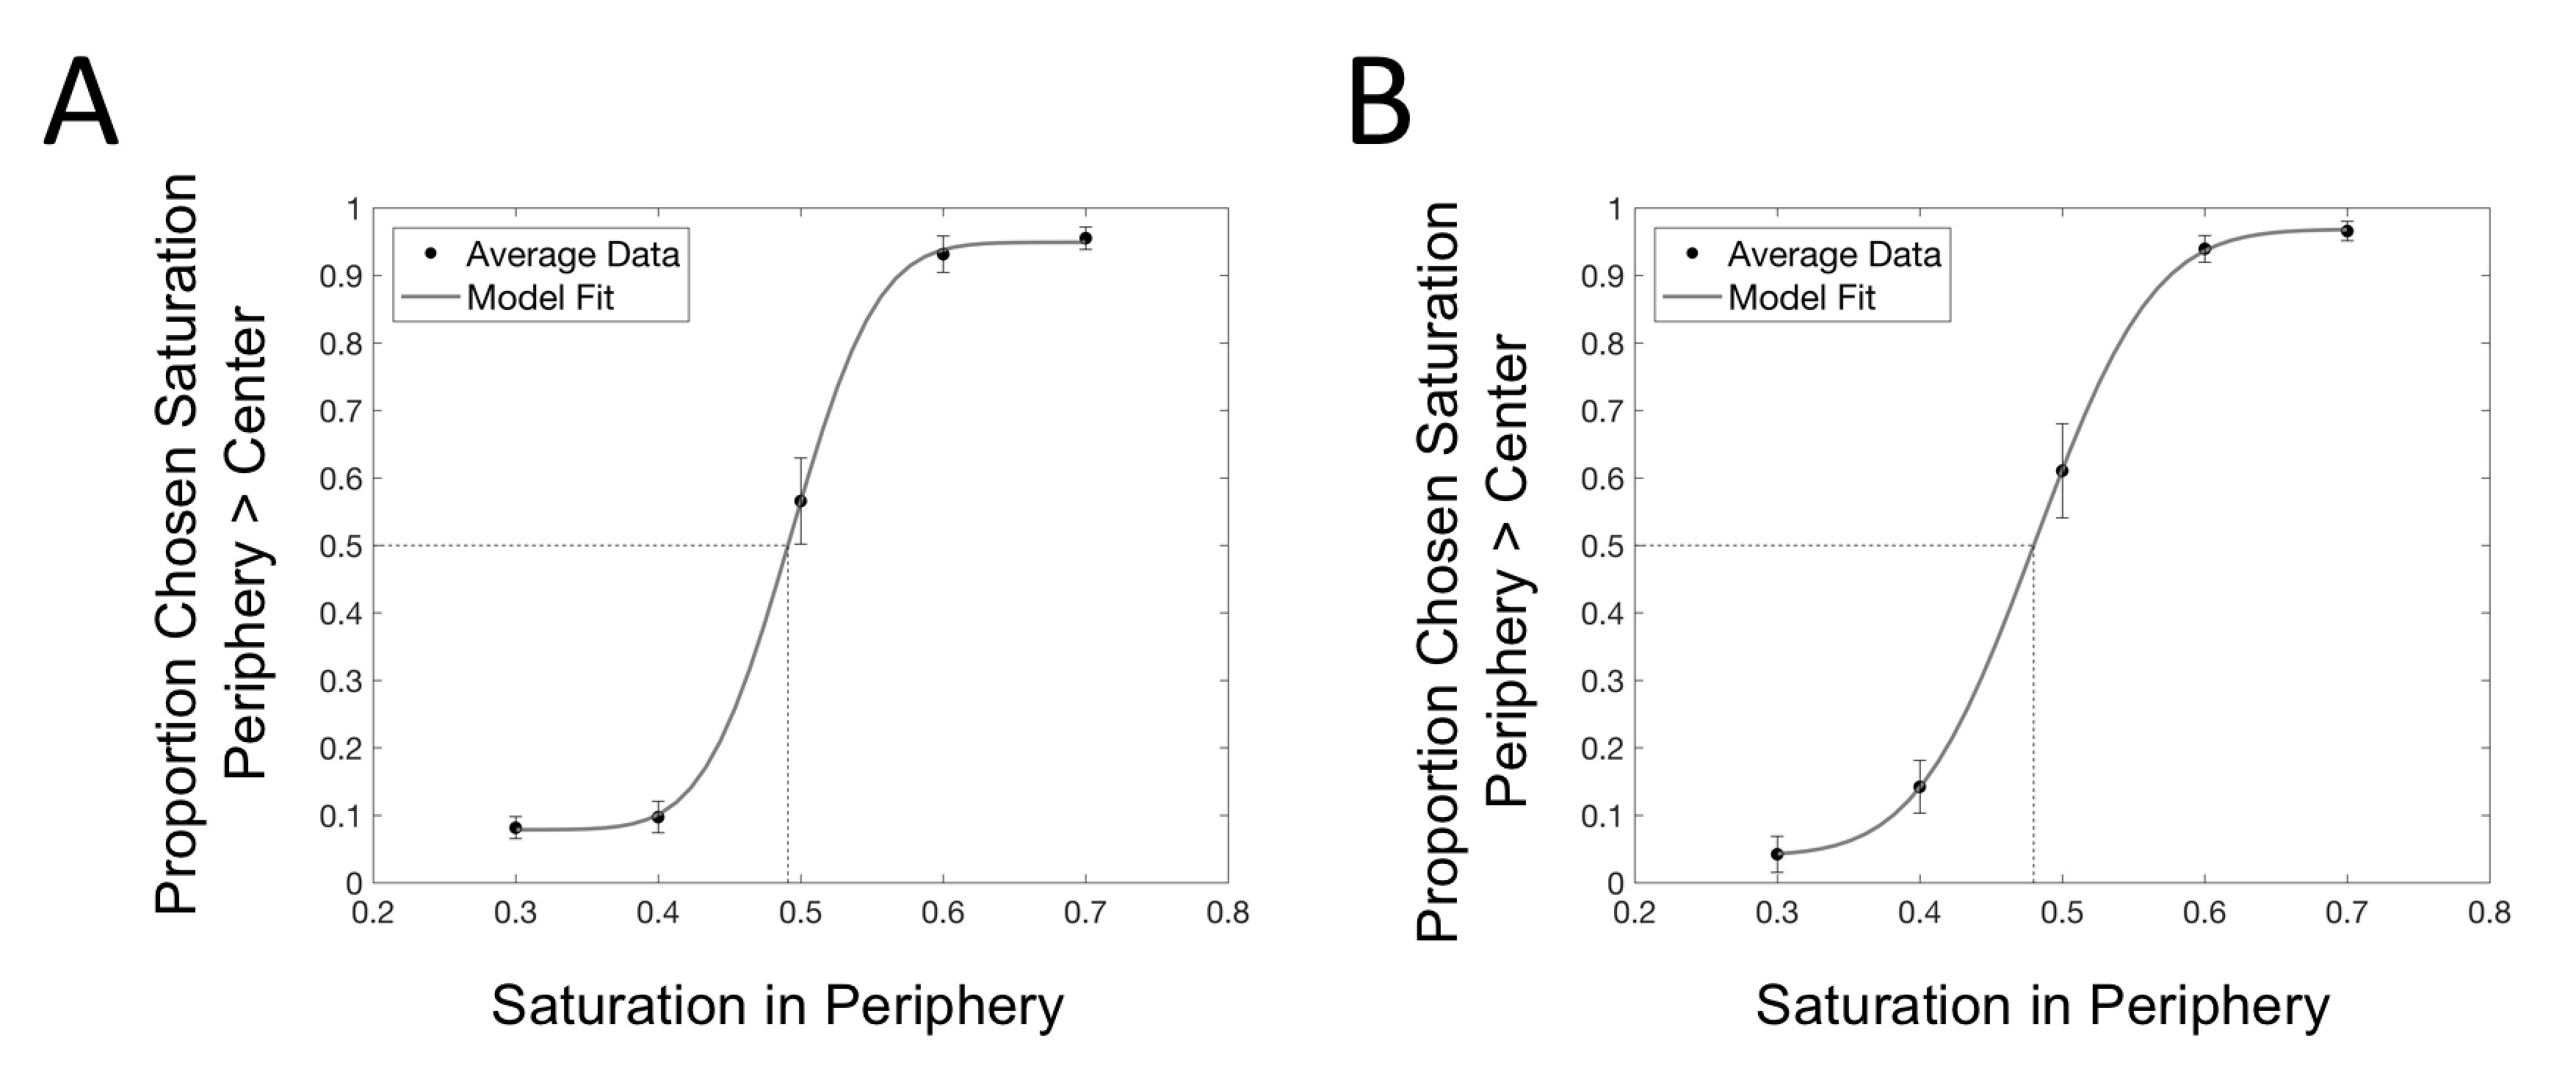 A
Proportion Chosen Saturation
Periphery > Center
1
0.9
0.8
0.7
0.6
0.5
0.4
0.3
0.2
0.1
0
Average Data
Model Fit
0.2 0.3 0.4 0.5 0.6 0.7 0.8
Saturation in Periphery
B
Proportion Chosen Saturation
Periphery > Center
1
0.9
0.8
0.7
0.6
0.5
0.4
0.3
0.2
0.1
0
Average Data
Model Fit
0.2 0.3 0.4 0.5 0.6 0.7 0.8
Saturation in Periphery